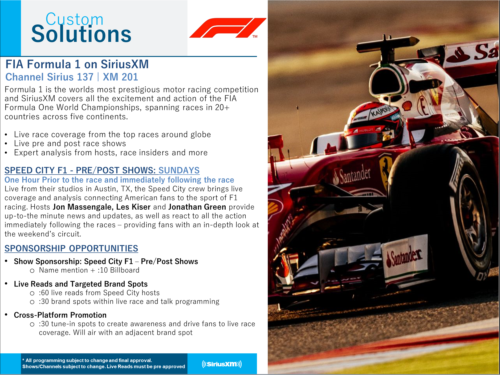 Custom
Solutions
F1
FIA Formula 1 on SiriusXM
Channel Sirius 137 | XM 201
Formula 1 is the worlds most prestigious motor racing competition
and SiriusXM covers all the excitement and action of the FIA
Formula One World Championships, spanning races in 20+
countries across five continents.
• Live race coverage from the top races around globe
• Live pre and post race shows
• Expert analysis from hosts, race insiders and more
SPEED CITY F1 - PRE/POST SHOWS: SUNDAYS
One Hour Prior to the race and immediately following the race
Live from their studios in Austin, TX, the Speed City crew brings live
coverage and analysis connecting American fans to the sport of F1
racing. Hosts Jon Massengale, Les Kiser and Jonathan Green provide
up-to-the minute news and updates, as well as react to all the action
immediately following the races – providing fans with an in-depth look at
the weekend's circuit.
SPONSORSHIP OPPORTUNITIES
• Show Sponsorship: Speed City F1 – Pre/Post Shows
o Name mention + :10 Billboard
• Live Reads and Targeted Brand Spots
o :60 live reads from Speed City hosts
o :30 brand spots within live race and talk programming
• Cross-Platform Promotion
o :30 tune-in spots to create awareness and drive fans to live race
coverage. Will air with an adjacent brand spot
* All programming subject to change and final approval.
Shows/Channels subject to change. Live Reads must be pre approved
SiriusXM
Santander
Santander